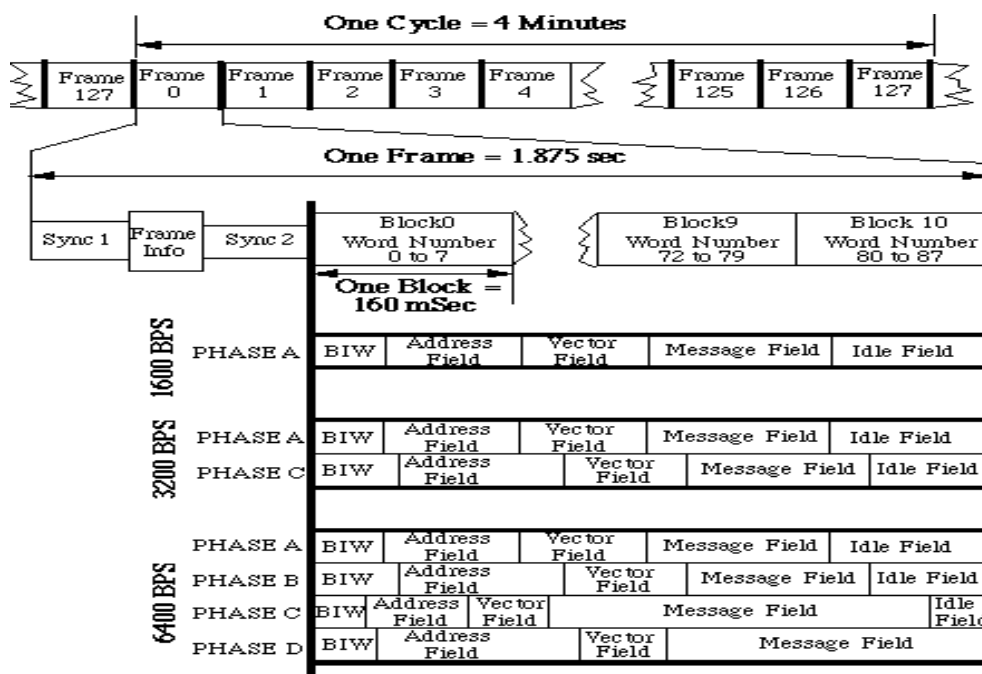 One Cycle = 4 Minutes
Frame 127
Frame 0
Frame 1
Frame 2
Frame 3
Frame 4
Frame 125
Frame 126
Frame 127
One Frame = 1.875 sec
Sync 1
Frame Info
Sync 2
Block0
Word Number
0 to 7
Block9
Word Number
72 to 79
Block 10
Word Number
80 to 87
One Block =
160 mSec
1600 BPS
PHASE A
BIW
Address Field
Vector Field
Message Field
Idle Field
3200 BPS
PHASE A
BIW
Address Field
Vector Field
Message Field
Idle Field
PHASE C
BIW
Address Field
Vector Field
Message Field
Idle Field
6400 BPS
PHASE A
BIW
Address Field
Vector Field
Message Field
Idle Field
PHASE B
BIW
Address Field
Vector Field
Message Field
Idle Field
PHASE C
BIW
Address Field
Vector Field
Message Field
Idle Field
PHASE D
BIW
Address Field
Vector Field
Message Field